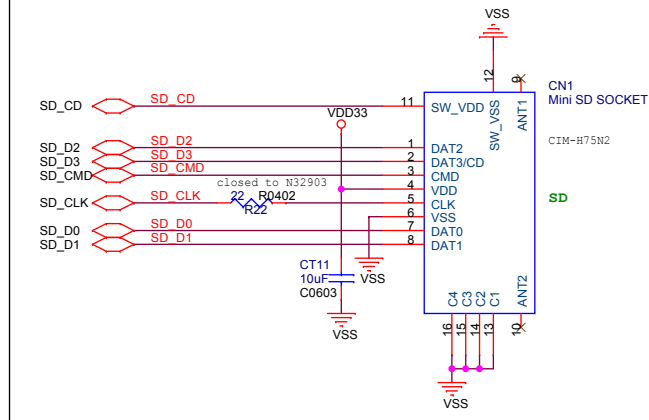 VSS
CN1
Mini SD SOCKET
CIM-H75N2
SD
12
9
SW_VSS
ANT1
SD_CD
SD_CD
11
SW_VDD
VDD33
SD_D2
SD_D2
1
DAT2
SD_D3
SD_D3
2
DAT3/CD
SD_CMD
SD_CMD
3
CMD
closed to N32903
4
VDD
SD_CLK
SD_CLK
22
R0402
R22
5
CLK
6
VSS
SD_D0
SD_D0
7
DAT0
SD_D1
SD_D1
8
DAT1
CT11
10uF
C0603
VSS
VSS
C4
C3
C2
C1
ANT2
16
15
14
13
10
VSS